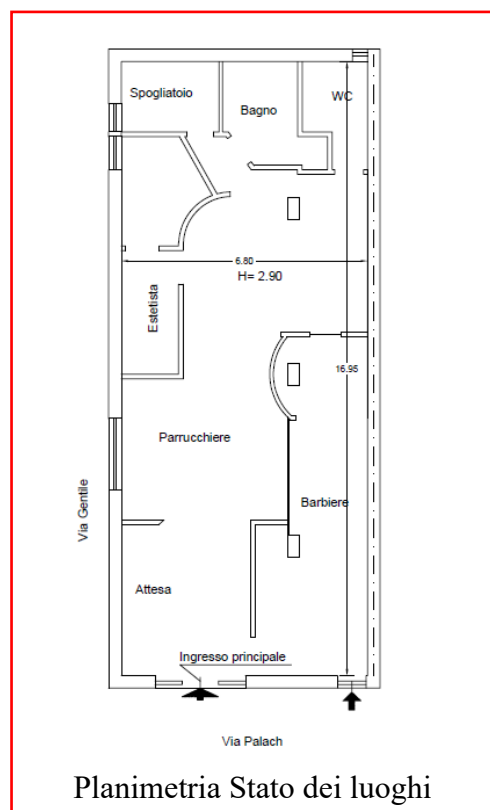 Spogliatoio
Bagno
WC
6.80
H= 2.90
Estetista
16.95
Parrucchiere
Via Gentile
Barbiere
Attesa
Ingresso principale
Via Palach
Planimetria Stato dei luoghi